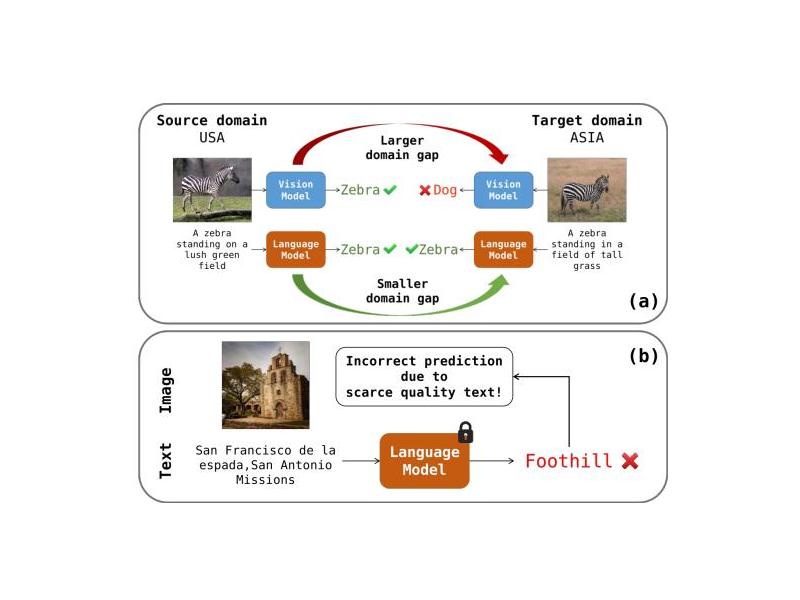 Source domain
USA
Target domain
ASIA
Larger
domain gap
Vision
Model
Zebra
Dog
Vision
Model
A zebra
standing on a
lush green
field
Language
Model
Zebra
Zebra
Language
Model
A zebra
standing in a
field of tall
grass
Smaller
domain gap
(a)
(b)
Image
Incorrect prediction
due to
scarce quality text!
Text
San Francisco de la
espada,San Antonio
Missions
Language
Model
Foothill